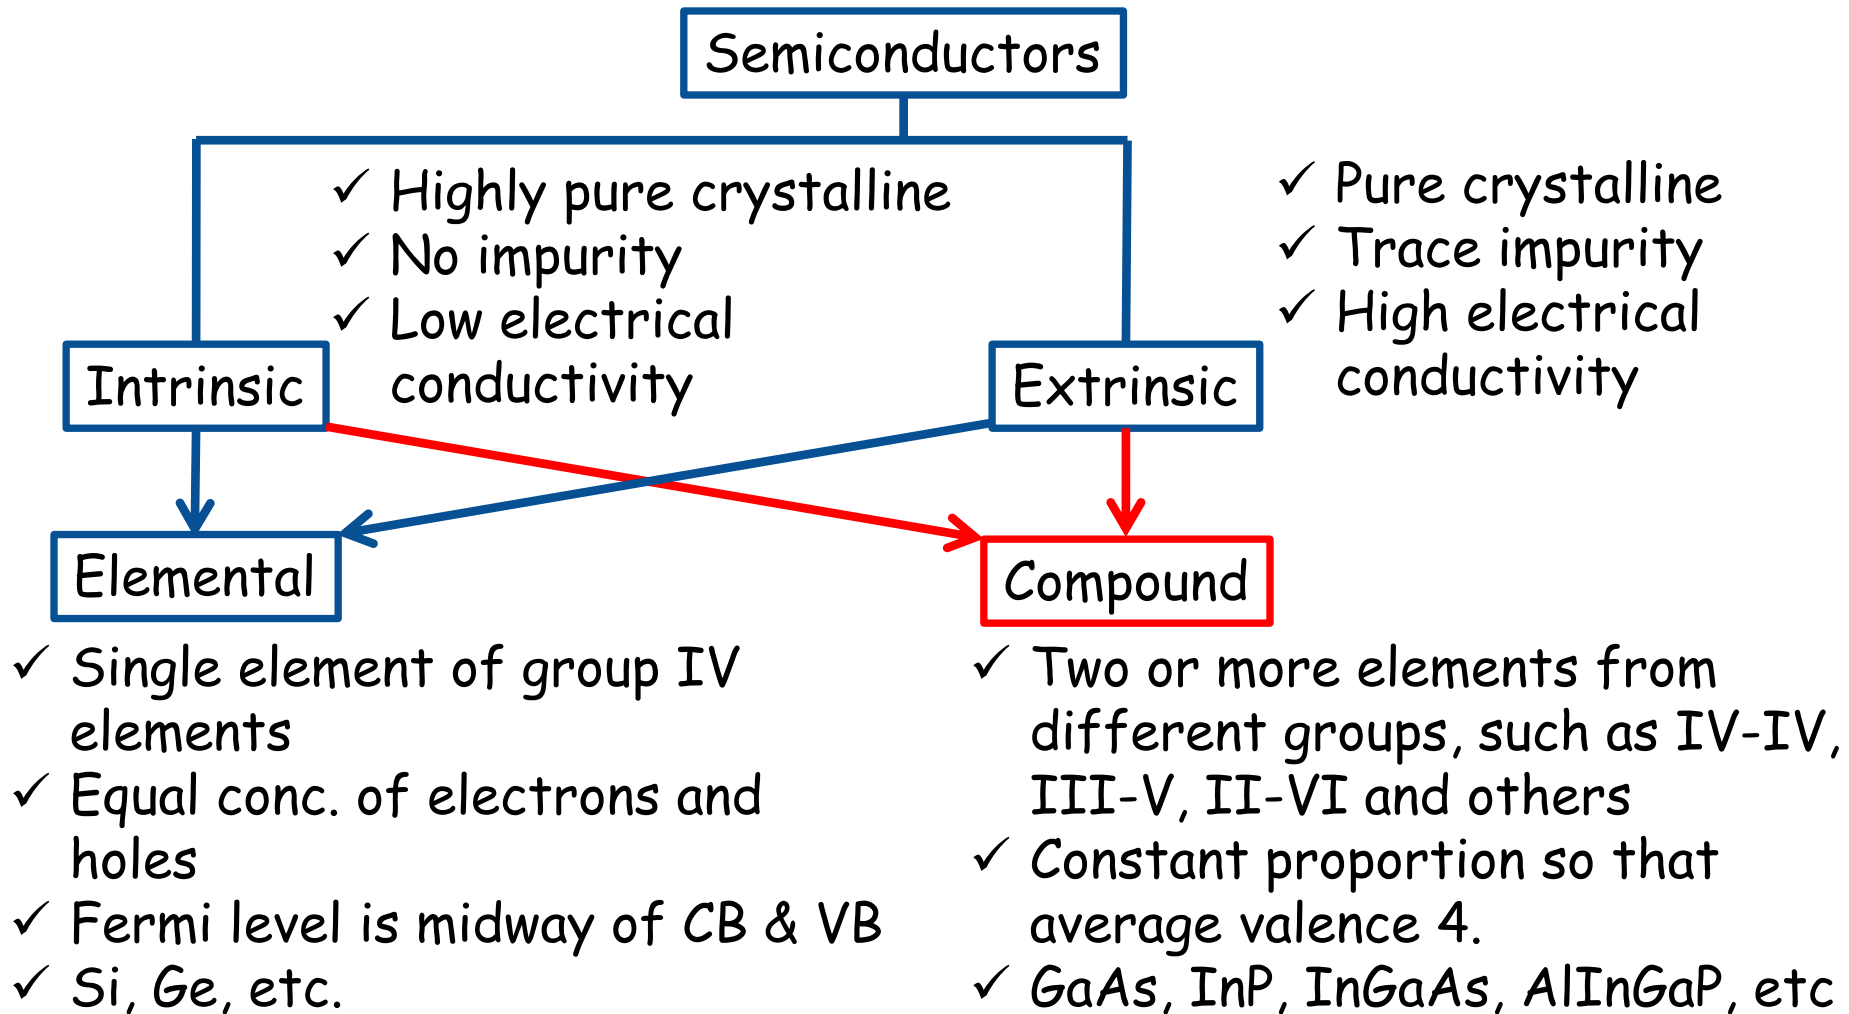 Semiconductors
✓ Highly pure crystalline
✓ No impurity
✓ Low electrical
conductivity
✓ Pure crystalline
✓ Trace impurity
✓ High electrical
conductivity
Intrinsic
Extrinsic
Elemental
Compound
✓ Single element of group IV
elements
✓ Equal conc. of electrons and
holes
✓ Fermi level is midway of CB & VB
✓ Si, Ge, etc.
✓ Two or more elements from
different groups, such as IV-IV,
III-V, II-VI and others
✓ Constant proportion so that
average valence 4.
✓ GaAs, InP, InGaAs, AlInGaP, etc